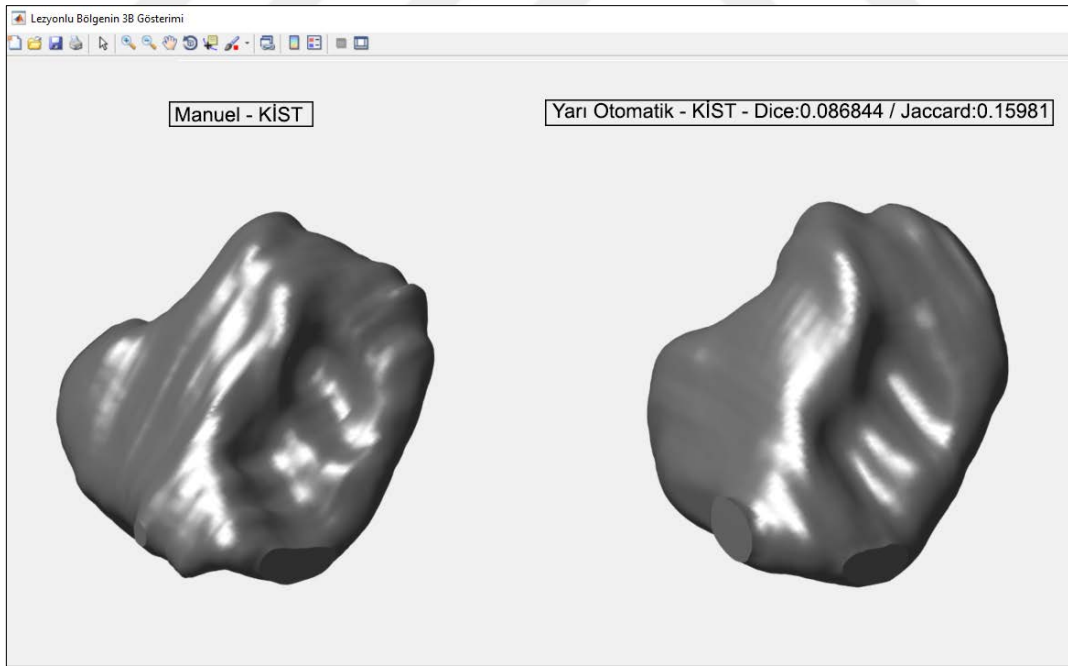 Lezyonlu Bölgenin 3B Gösterimi
Manuel - KİST
Yarı Otomatik - KİST - Dice:0.086844 / Jaccard:0.15981